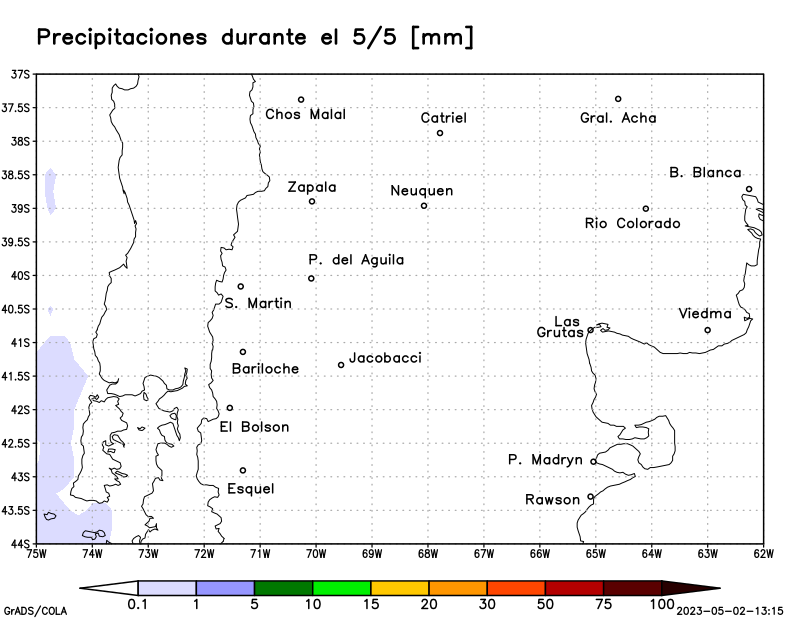 Precipitaciones durante el 5/5 [mm]
37S
37.5S
38S
38.5S
39S
39.5S
40S
40.5S
41S
41.5S
42S
42.5S
43S
43.5S
44S
Chos Malal
Catriel
Gral. Acha
B. Blanca
Zapala
Neuquen
Rio Colorado
P. del Aguila
S. Martin
Viedma
Las
Grutas
Bariloche
Jacobacci
El Bolson
P. Madryn
Esquel
Rawson
75W 74W 73W 72W 71W 70W 69W 68W 67W 66W 65W 64W 63W 62W
0.1 1 5 10 15 20 30 50 75 100
GrADS/COLA
2023-05-02-13:15